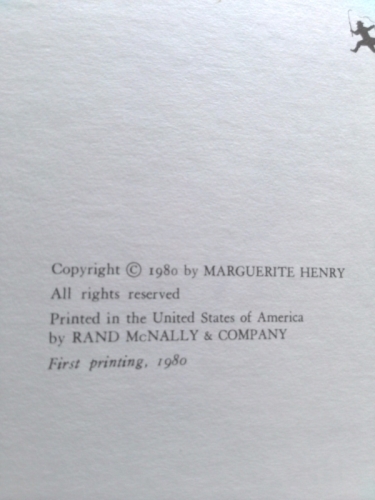 Copyright © 1980 by MARGUERITE HENRY
All rights reserved
Printed in the United States of America
by RAND McNALLY & COMPANY
First printing, 1980